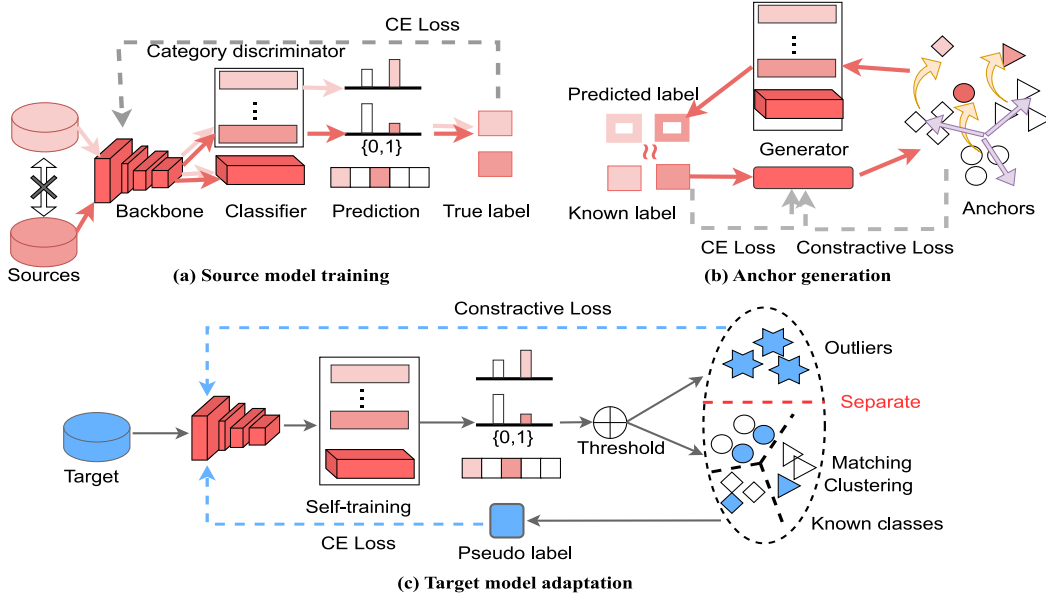 CE Loss
Category discriminator
{0,1}
Backbone
Classifier
Prediction
True label
Sources
(a) Source model training
Predicted label
Generator
Known label
Anchors
CE Loss
Constractive Loss
(b) Anchor generation
Constractive Loss
Outliers
Separate
{0,1}
Threshold
Target
Matching
Clustering
Self-training
Known classes
CE Loss
Pseudo label
(c) Target model adaptation